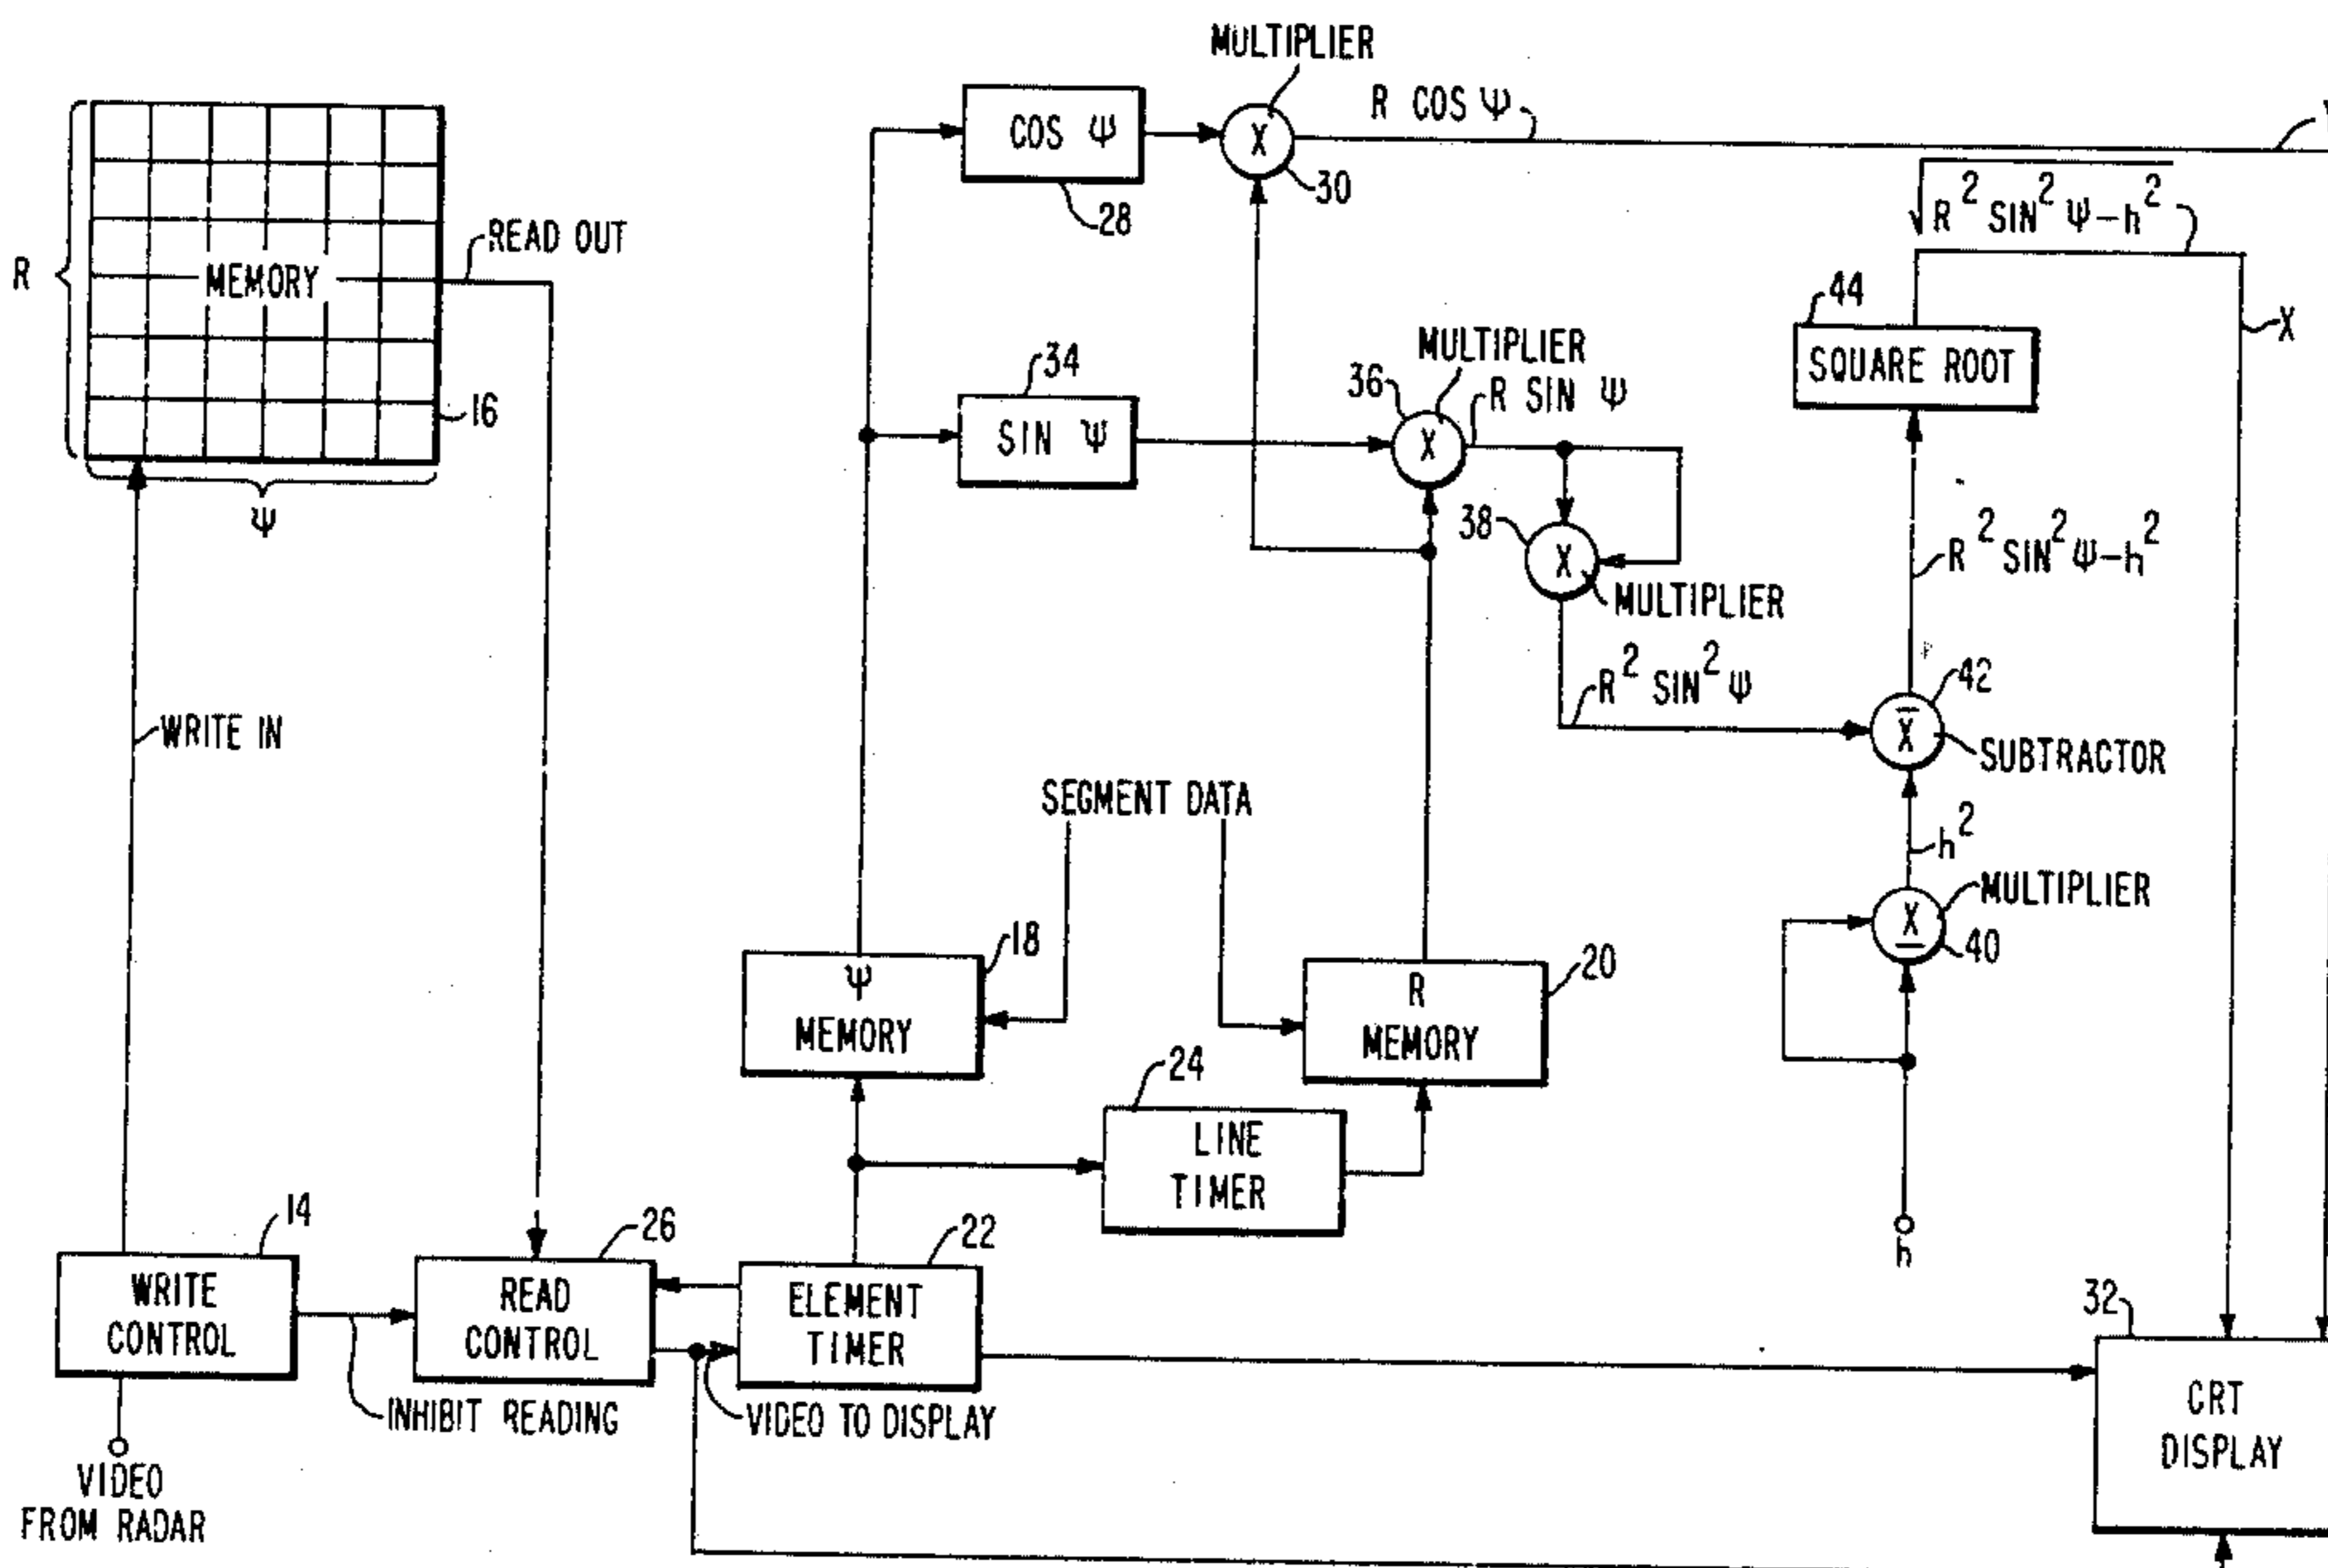 MULTIPLIER
COS Ψ
X
R COS Ψ
30
28
√R² SIN² Ψ-h²
R
MEMORY
READ OUT
16
Ψ
34
SIN Ψ
MULTIPLIER
36
X
R SIN Ψ
44
SQUARE ROOT
X
38
X
MULTIPLIER
R² SIN² Ψ-h²
R² SIN² Ψ
42
X
SUBTRACTOR
WRITE IN
SEGMENT DATA
h²
MULTIPLIER
X
40
18
Ψ
MEMORY
20
R
MEMORY
24
LINE
TIMER
h
14
WRITE
CONTROL
26
READ
CONTROL
22
ELEMENT
TIMER
32
CRT
DISPLAY
INHIBIT READING
VIDEO TO DISPLAY
VIDEO
FROM RADAR